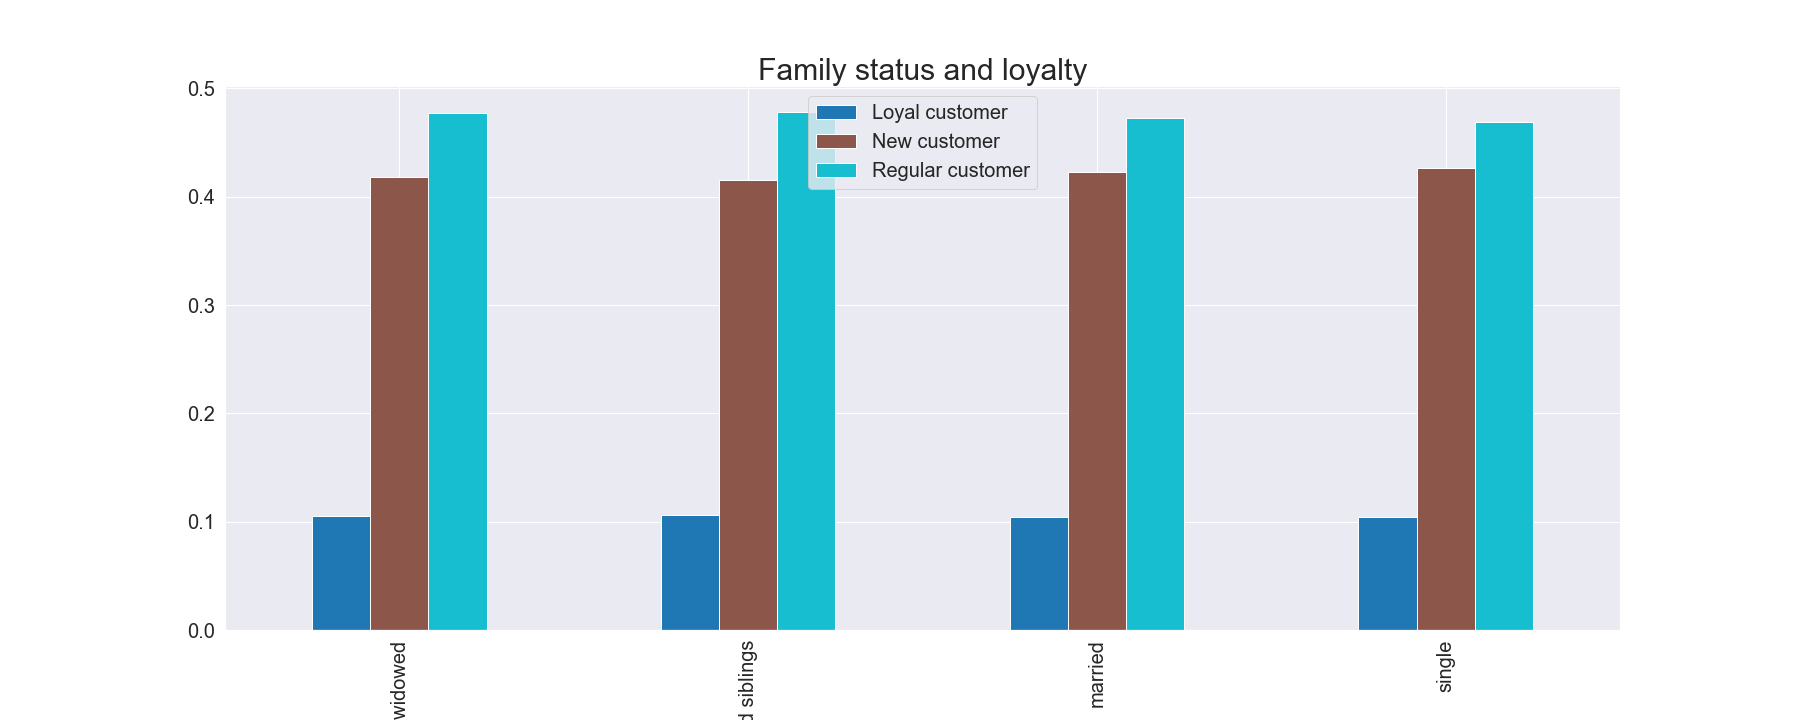 Family status and loyalty
Loyal customer
New customer
Regular customer
0.5
0.4
0.3
0.2
0.1
0.0
widowed
siblings
married
single